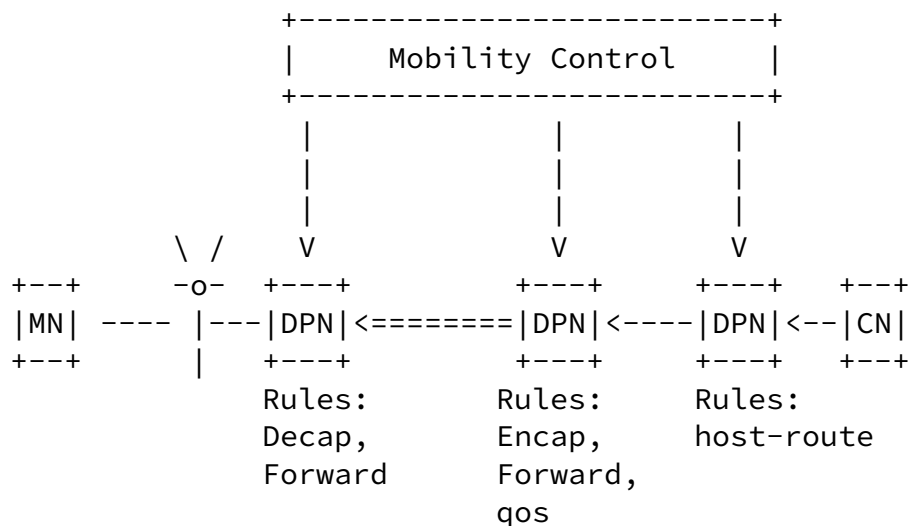 +--------------------------+
|     Mobility Control     |
+--------------------------+
 |             |         |
 |             |         |
 |             |         |
\ /    V             V         V
+--+     -o-  +---+         +---+     +---+  +--+
|MN| ---- |---|DPN|<========|DPN|<----|DPN|<--|CN|
+--+      |   +---+         +---+     +---+  +--+
Rules:       Rules:     Rules:
Decap,       Encap,     host-route
Forward      Forward,
qos